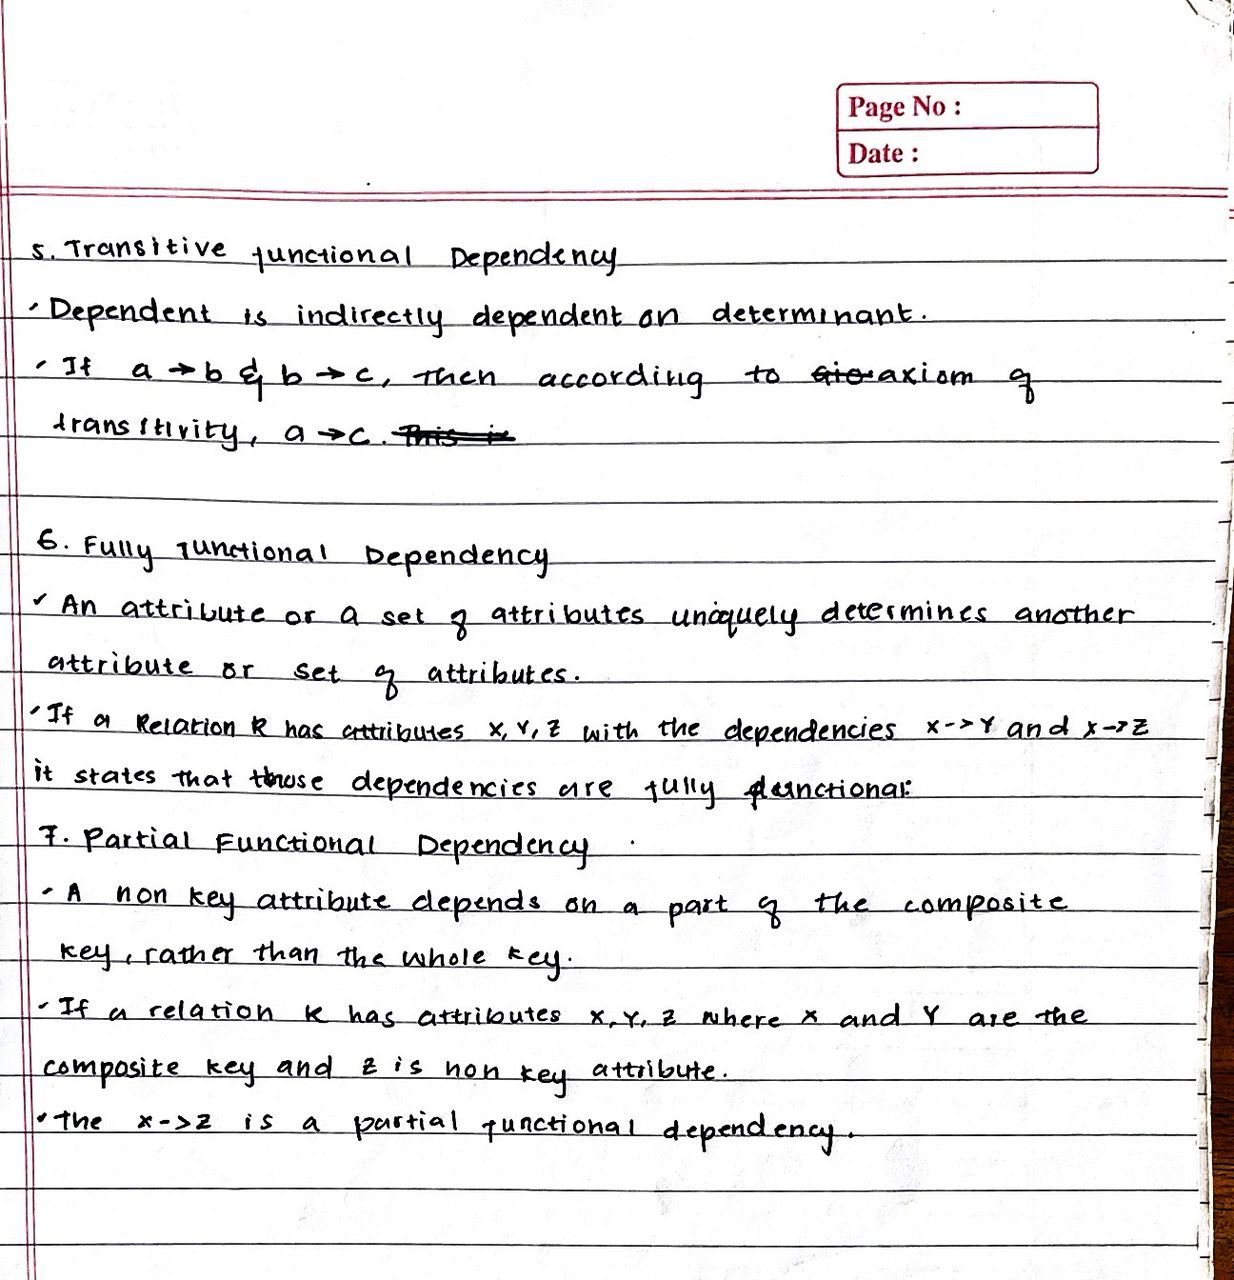 Page No :
Date :
5. Transitive functional Dependency
• Dependent is indirectly dependent on determinant.
• If a → b & b → c, then according to axiom of
transitivity, a → c.
6. Fully functional Dependency
• An attribute or a set of attributes uniquely determines another
attribute or set of attributes.
• If a Relation R has attributes X, Y, Z with the dependencies X->Y and X->Z
it states that those dependencies are fully functional.
7. Partial Functional Dependency
• A non key attribute depends on a part of the composite
key, rather than the whole key.
• If a relation R has attributes X, Y, Z where X and Y are the
composite key and Z is non key attribute.
• The X->Z is a partial functional dependency.